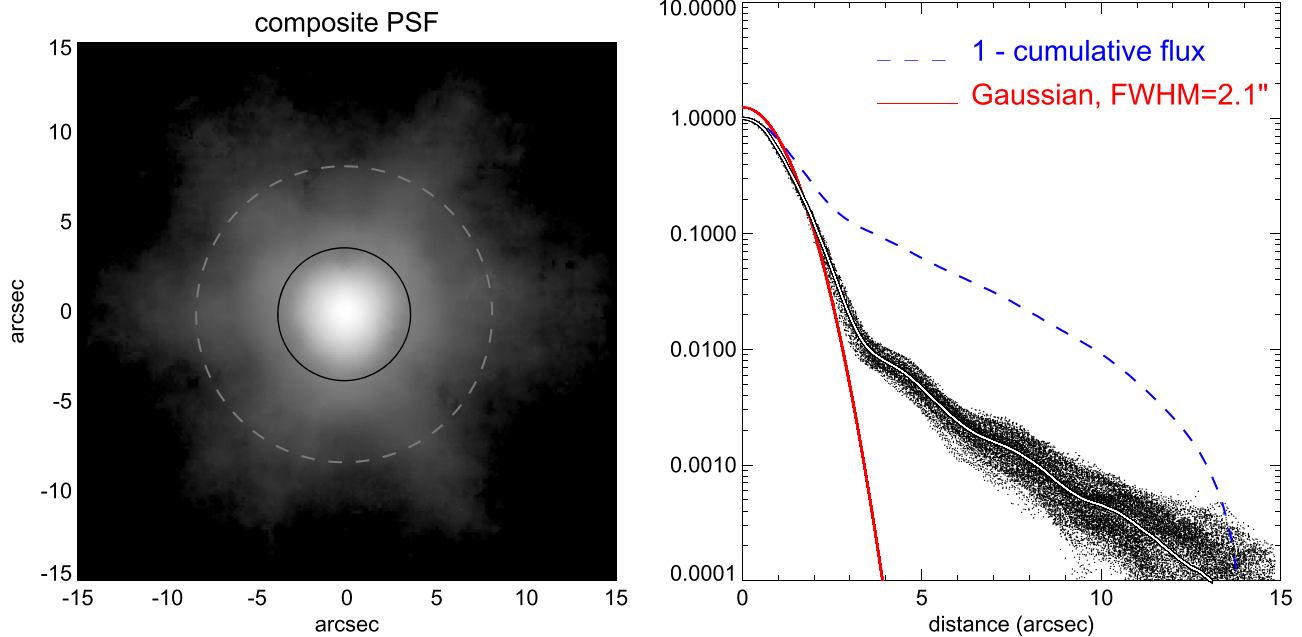 composite PSF
15
10
5
0
-5
-10
-15
arcsec
-15 -10 -5 0 5 10 15
arcsec
10.0000
1.0000
0.1000
0.0100
0.0010
0.0001
1 - cumulative flux
Gaussian, FWHM=2.1"
0 5 10 15
distance (arcsec)